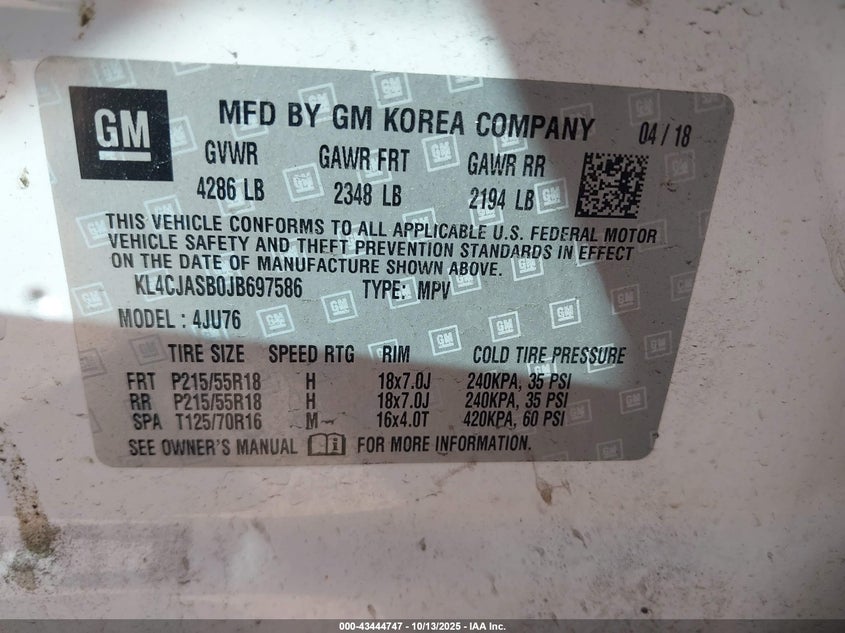 GM
MFD BY GM KOREA COMPANY 04 / 18
GVWR GAWR FRT GAWR RR
4286 LB 2348 LB 2194 LB
THIS VEHICLE CONFORMS TO ALL APPLICABLE U.S. FEDERAL MOTOR
VEHICLE SAFETY AND THEFT PREVENTION STANDARDS IN EFFECT
ON THE DATE OF MANUFACTURE SHOWN ABOVE.
KL4CJASB0JB697586 TYPE: MPV
MODEL : 4JU76
TIRE SIZE SPEED RTG RIM COLD TIRE PRESSURE
FRT P215/55R18 H 18x7.0J 240KPA, 35 PSI
RR P215/55R18 H 18x7.0J 240KPA, 35 PSI
SPA T125/70R16 M 16x4.0T 420KPA, 60 PSI
SEE OWNER'S MANUAL FOR MORE INFORMATION.
000-43444747 - 10/13/2025 - IAA Inc.